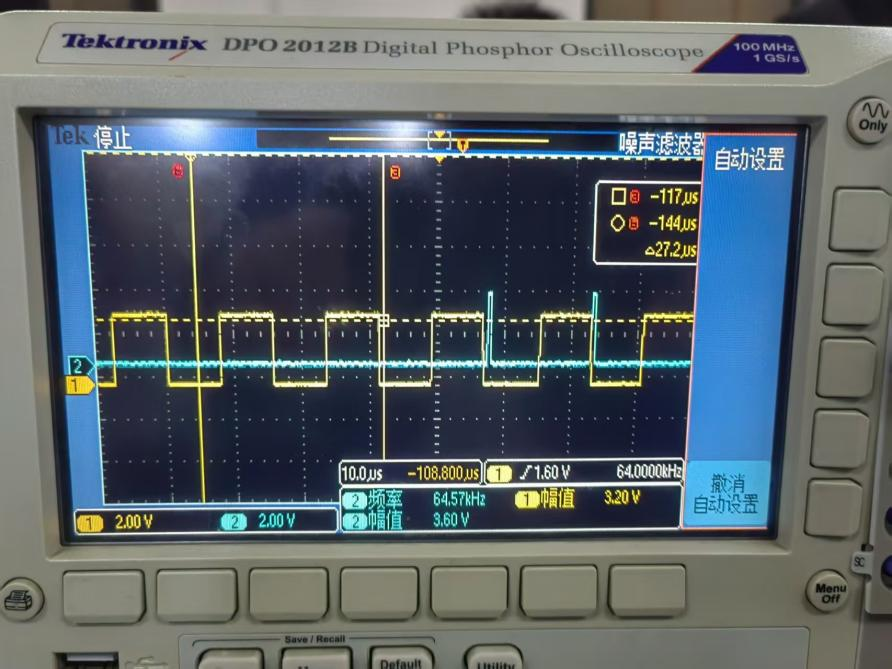 Tektronix DPO 2012B Digital Phosphor Oscilloscope
100 MHz
1 GS/s
Only
Tek 停止
噪声滤波器
自动设置
-117µs
-144µs
△27.2µs
2
1
10.0µs -108.800µs
1 1.60 V 64.0000kHz
2 频率 64.57kHz 1 幅值 3.20 V
2 幅值 3.60 V
1 2.00 V 2 2.00 V
撤消
自动设置
Menu
Off
SC
Save / Recall
Default
Utility